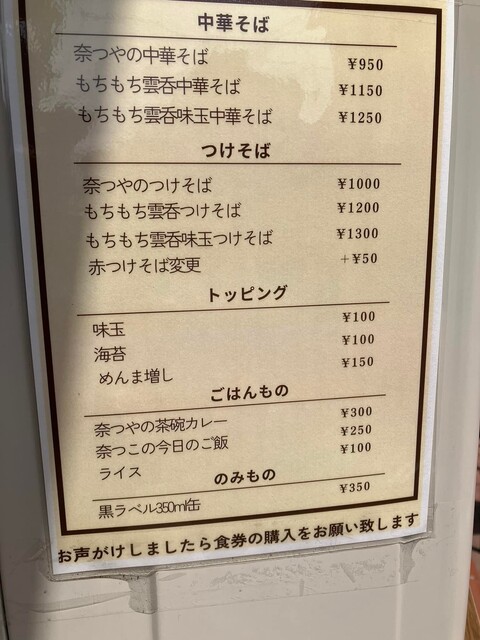 中華そば
奈つやの中華そば ¥950
もちもち雲呑中華そば ¥1150
もちもち雲呑味玉中華そば ¥1250
つけそば
奈つやのつけそば ¥1000
もちもち雲呑つけそば ¥1200
もちもち雲呑味玉つけそば ¥1300
赤つけそば変更 +¥50
トッピング
味玉 ¥100
海苔 ¥100
めんま増し ¥150
ごはんもの
奈つやの茶碗カレー ¥300
奈つこの今日のご飯 ¥250
ライス ¥100
のみもの
黒ラベル350ml缶 ¥350
お声がけしましたら食券の購入をお願い致します